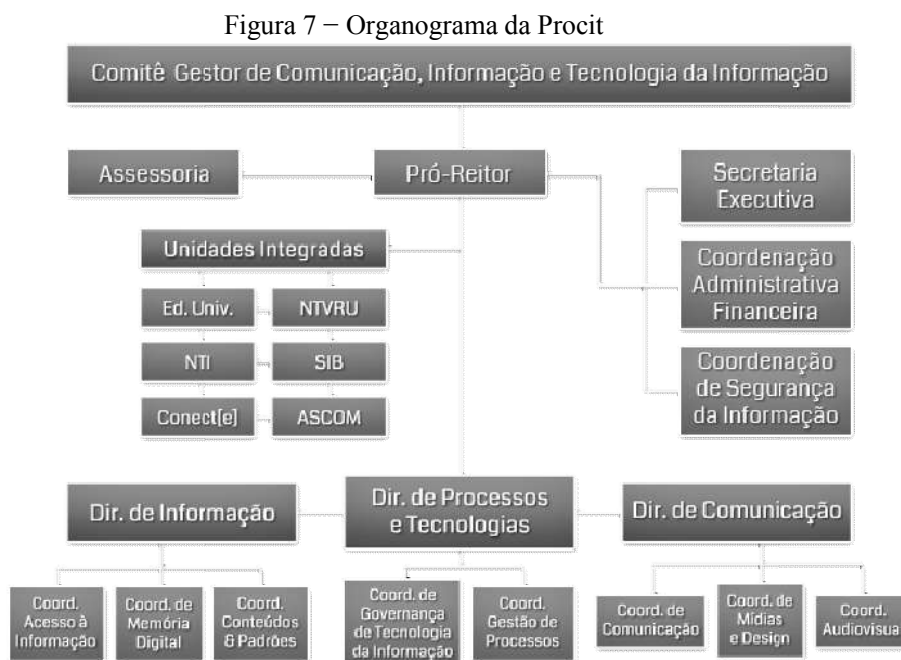 Figura 7 − Organograma da Procit
Comitê Gestor de Comunicação, Informação e Tecnologia da Informação
Assessoria
Pró-Reitor
Secretaria
Executiva
Unidades Integradas
Coordenação
Administrativa
Financeira
Ed. Univ.
NTVRU
NTI
SIB
Coordenação
de Segurança
da Informação
Conect[e]
ASCOM
Dir. de Informação
Dir. de Processos
e Tecnologias
Dir. de Comunicação
Coord.
Acesso à
Informação
Coord. de
Memória
Digital
Coord.
Conteúdos
& Padrões
Coord. de
Governança
de Tecnologia
da Informação
Coord.
Gestão de
Processos
Coord. de
Comunicação
Coord. de
Mídias
e Design
Coord.
Audiovisual